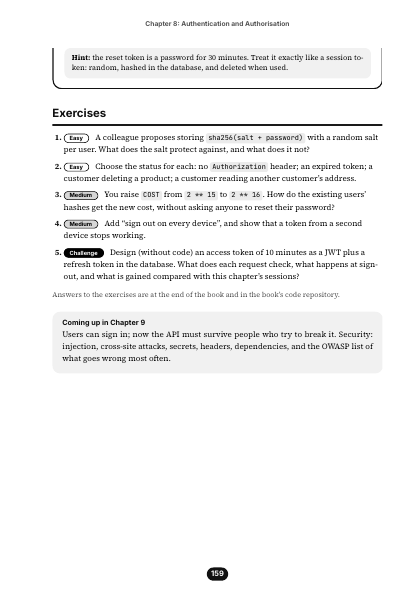 Chapter 8: Authentication and Authorisation
Hint: the reset token is a password for 30 minutes. Treat it exactly like a session to-
ken: random, hashed in the database, and deleted when used.
Exercises
1. Easy A colleague proposes storing sha256(salt + password) with a random salt
per user. What does the salt protect against, and what does it not?
2. Easy Choose the status for each: no Authorization header; an expired token; a
customer deleting a product; a customer reading another customer's address.
3. Medium You raise COST from 2 ** 15 to 2 ** 16. How do the existing users'
hashes get the new cost, without asking anyone to reset their password?
4. Medium Add “sign out on every device”, and show that a token from a second
device stops working.
5. Challenge Design (without code) an access token of 10 minutes as a JWT plus a
refresh token in the database. What does each request check, what happens at sign-
out, and what is gained compared with this chapter's sessions?
Answers to the exercises are at the end of the book and in the book's code repository.
Coming up in Chapter 9
Users can sign in; now the API must survive people who try to break it. Security:
injection, cross-site attacks, secrets, headers, dependencies, and the OWASP list of
what goes wrong most often.
159